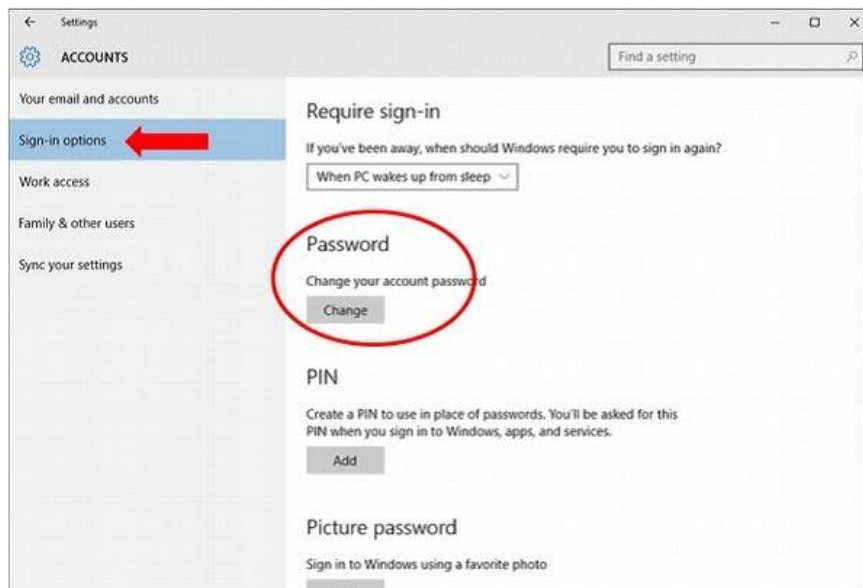 Settings
ACCOUNTS
Find a setting
Your email and accounts
Sign-in options
Work access
Family & other users
Sync your settings
Require sign-in
If you've been away, when should Windows require you to sign in again?
When PC wakes up from sleep
Password
Change your account password
Change
PIN
Create a PIN to use in place of passwords. You'll be asked for this
PIN when you sign in to Windows, apps, and services.
Add
Picture password
Sign in to Windows using a favorite photo